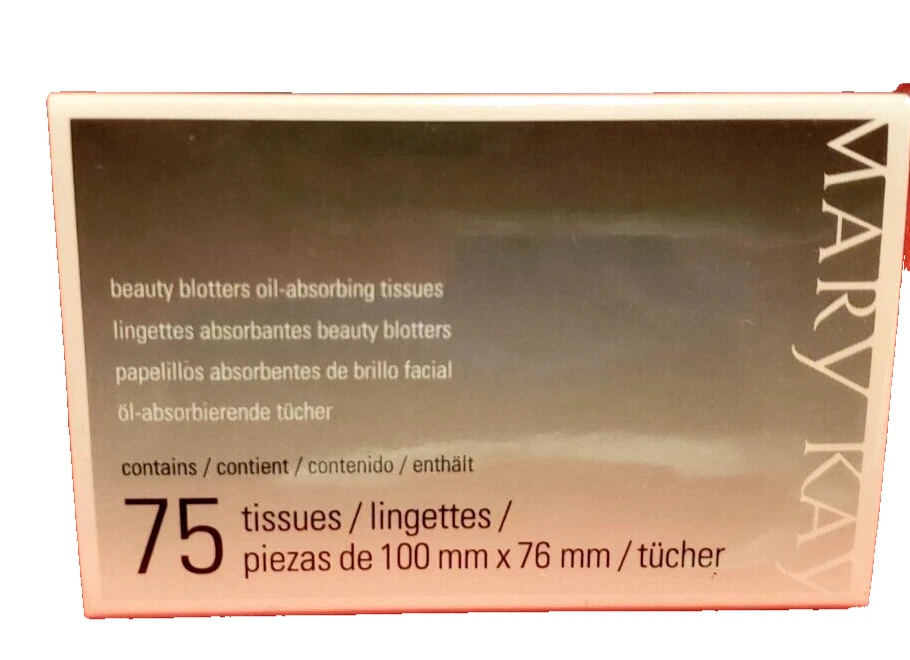 beauty blotters oil-absorbing tissues
lingettes absorbantes beauty blotters
papelillos absorbentes de brillo facial
öl-absorbierende tücher
contains / contient / contenido / enthält
75 tissues / lingettes /
piezas de 100 mm x 76 mm / tücher
MARY KAY